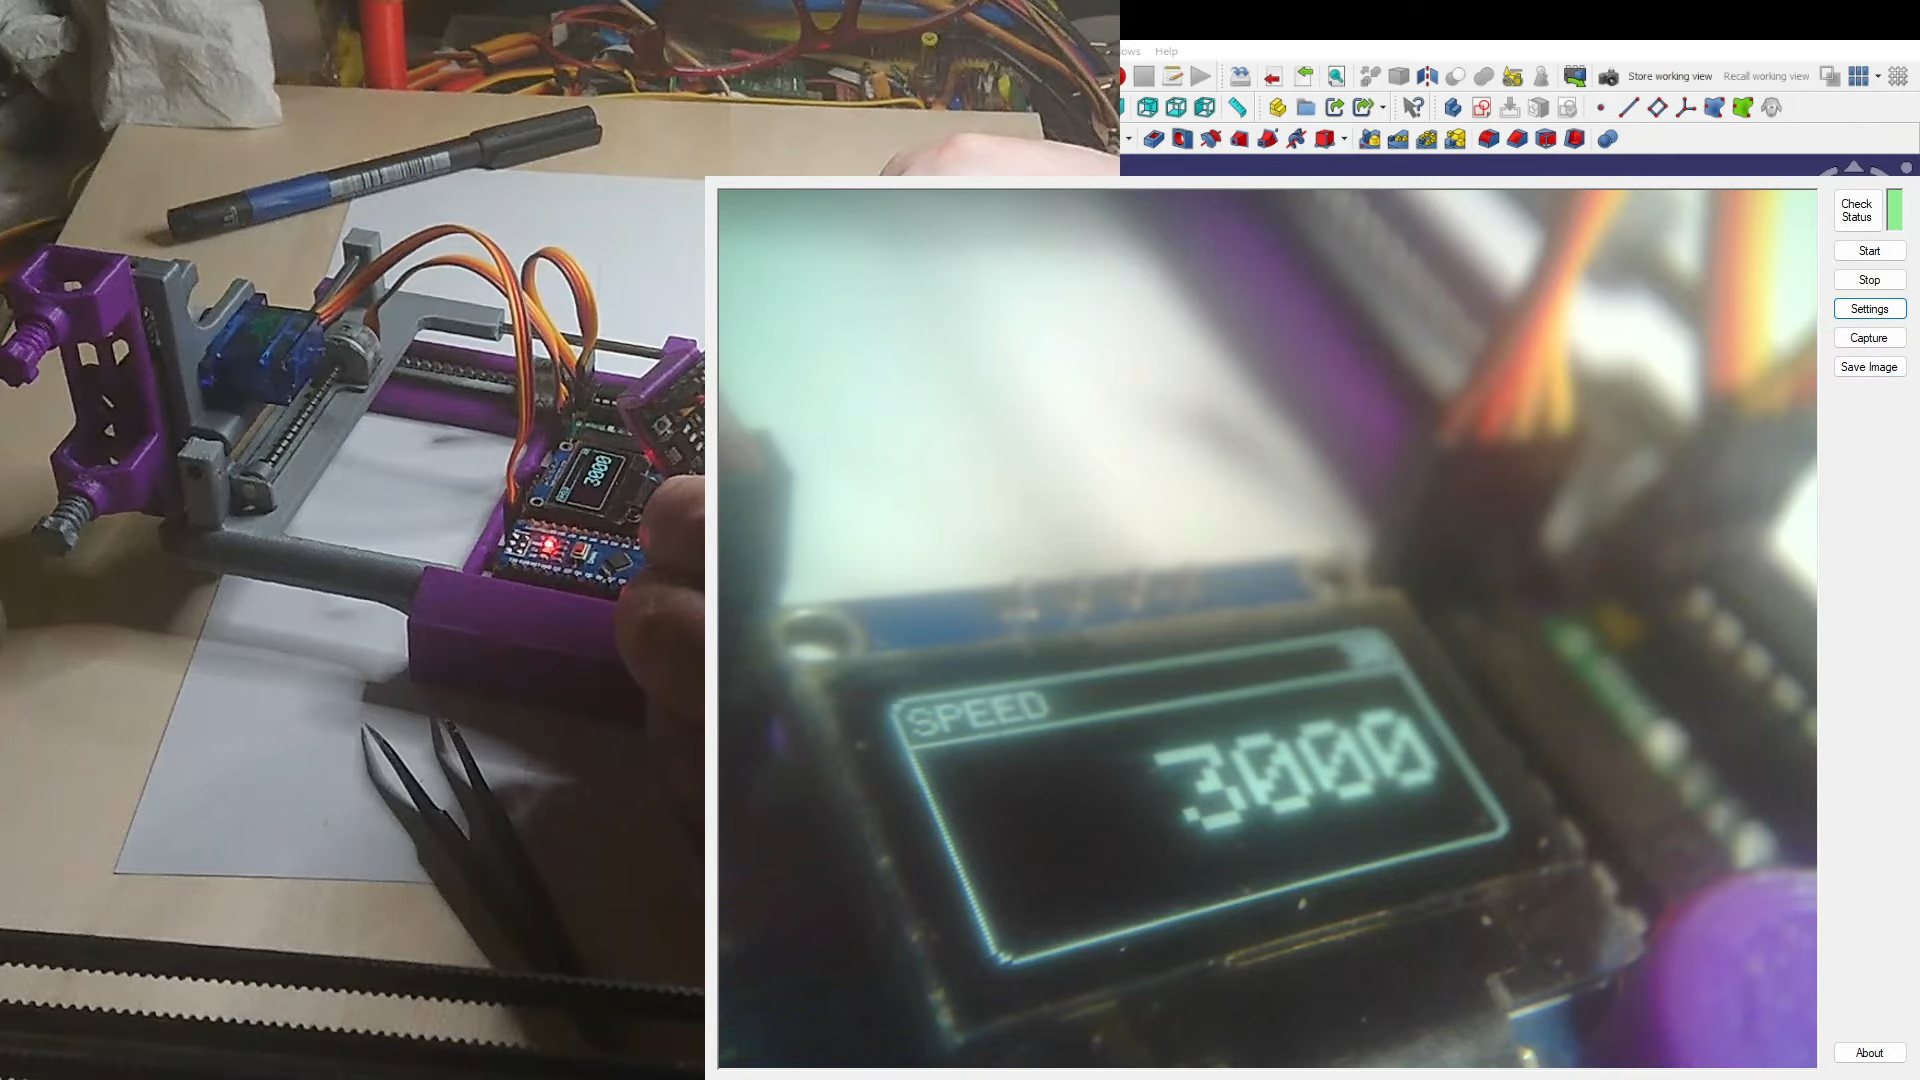 ows Help
Store working view Recall working view
Check
Status
Start
Stop
Settings
Capture
Save Image
About
SPEED
3000
3000